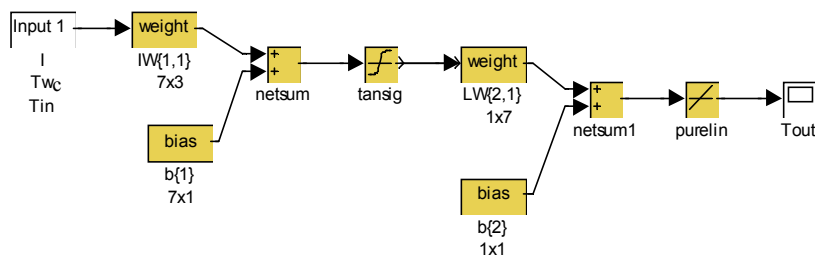 Input 1
I
Twc
Tin
weight
IW{1,1}
7x3
bias
b{1}
7x1
+
+
netsum
tansig
weight
LW{2,1}
1x7
bias
b{2}
1x1
+
+
netsum1
purelin
Tout